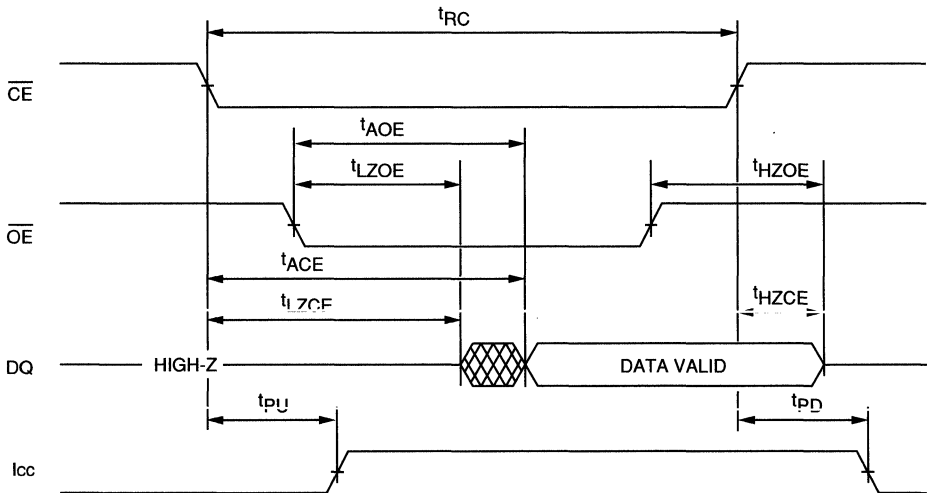 tRC
CE
tAOE
tLZOE
tHZOE
OE
tACE
tLZCE
tHZCE
DQ
HIGH-Z
DATA VALID
tPU
tPD
Icc